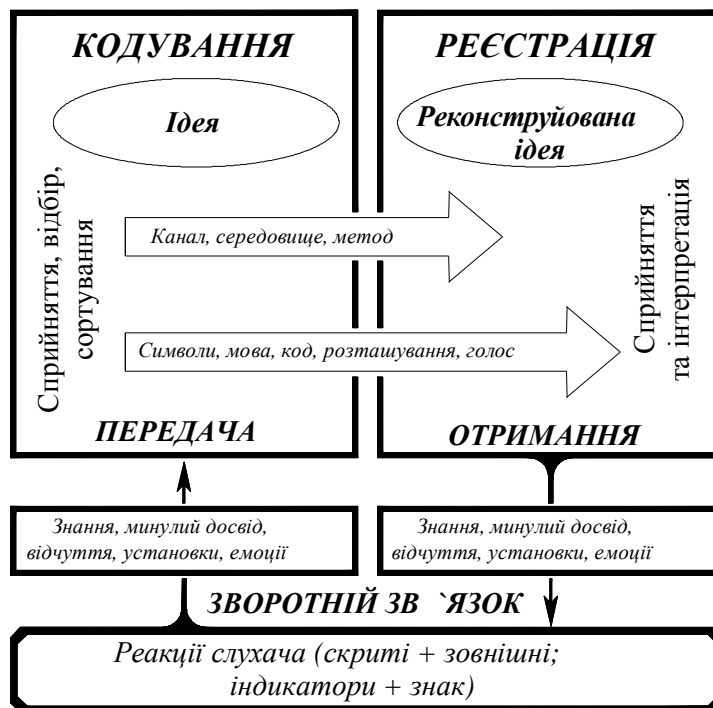 КОДУВАННЯ
Ідея
Сприйняття, відбір,
сортування
РЕЄСТРАЦІЯ
Реконструйована
ідея
Канал, середовище, метод
Символи, мова, код, розташування, голос
Сприйняття
та інтерпретація
ПЕРЕДАЧА
ОТРИМАННЯ
Знання, минулий досвід,
відчуття, установки, емоції
Знання, минулий досвід,
відчуття, установки, емоції
ЗВОРОТНІЙ ЗВ `ЯЗОК
Реакції слухача (скриті + зовнішні;
індикатори + знак)